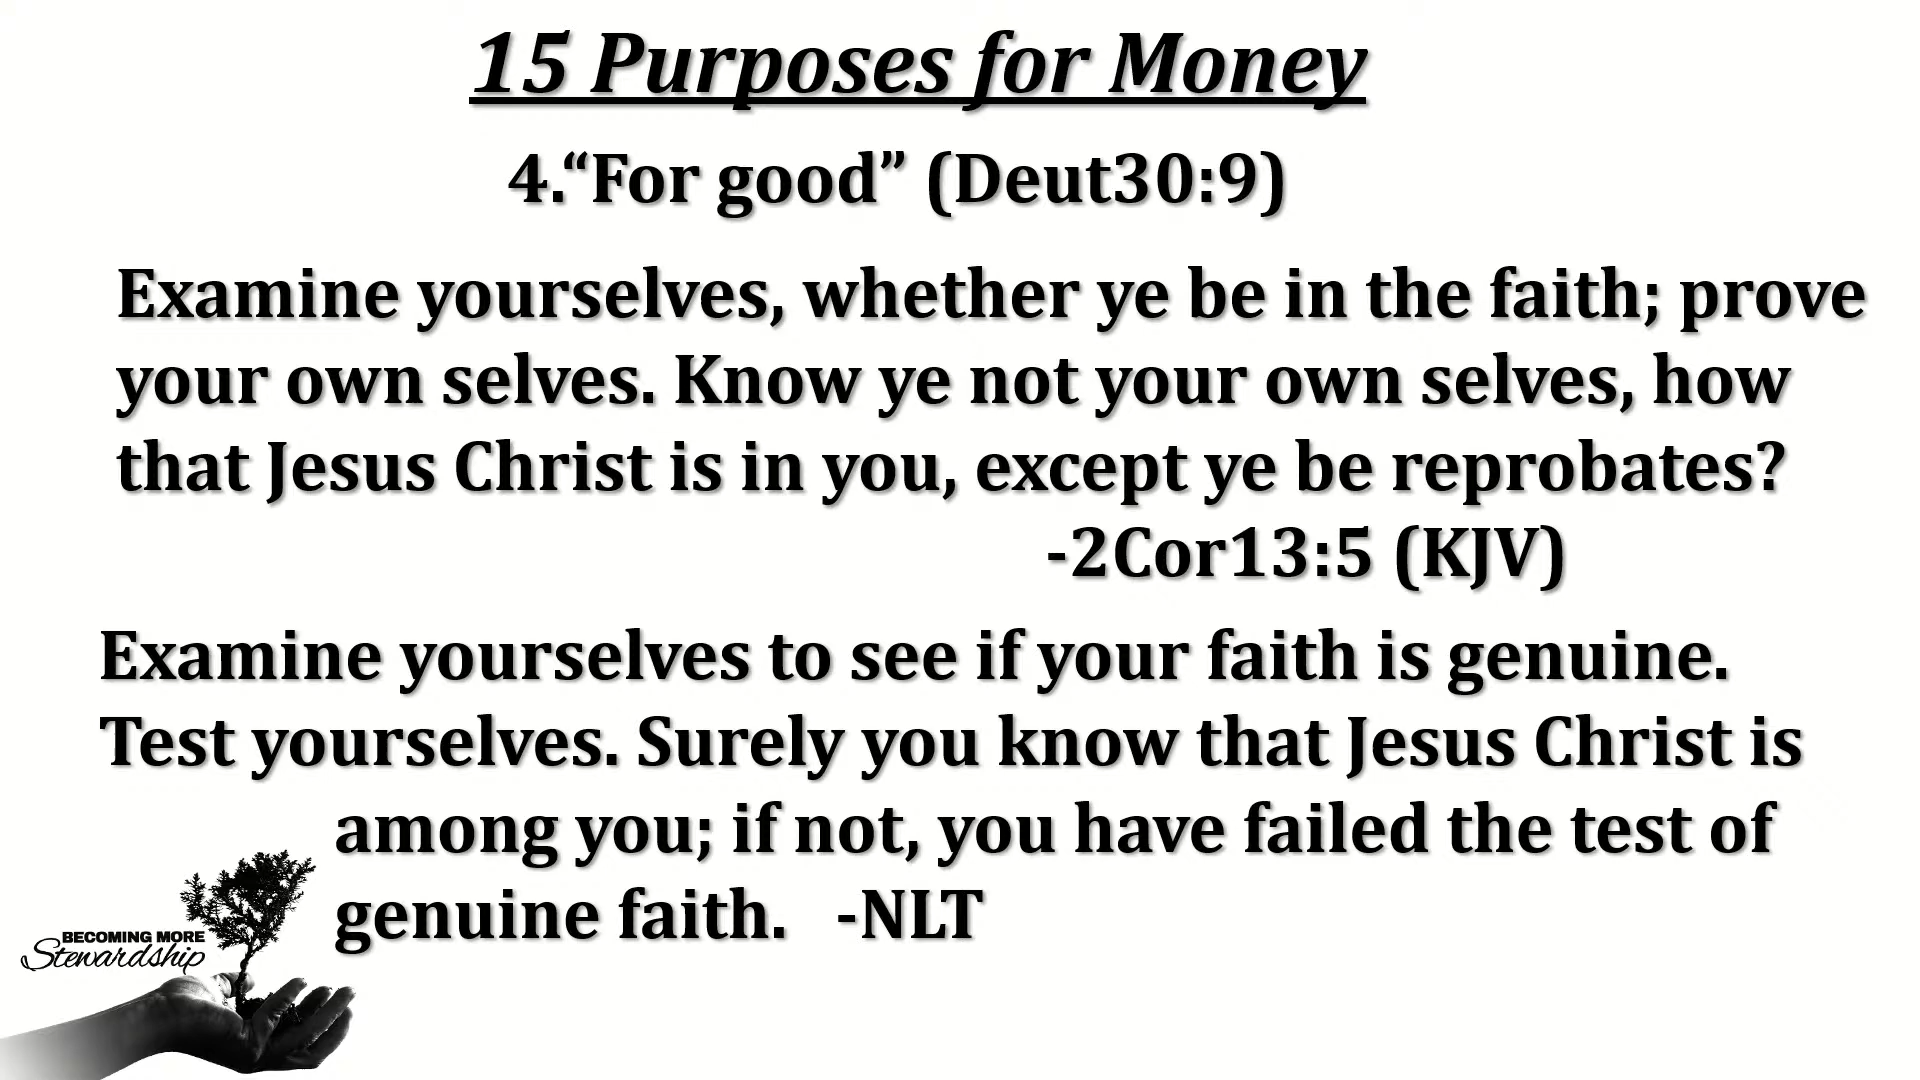 15 Purposes for Money
4.“For good” (Deut30:9)
Examine yourselves, whether ye be in the faith; prove
your own selves. Know ye not your own selves, how
that Jesus Christ is in you, except ye be reprobates?
-2Cor13:5 (KJV)
Examine yourselves to see if your faith is genuine.
Test yourselves. Surely you know that Jesus Christ is
among you; if not, you have failed the test of
genuine faith.   -NLT
BECOMING MORE
Stewardship